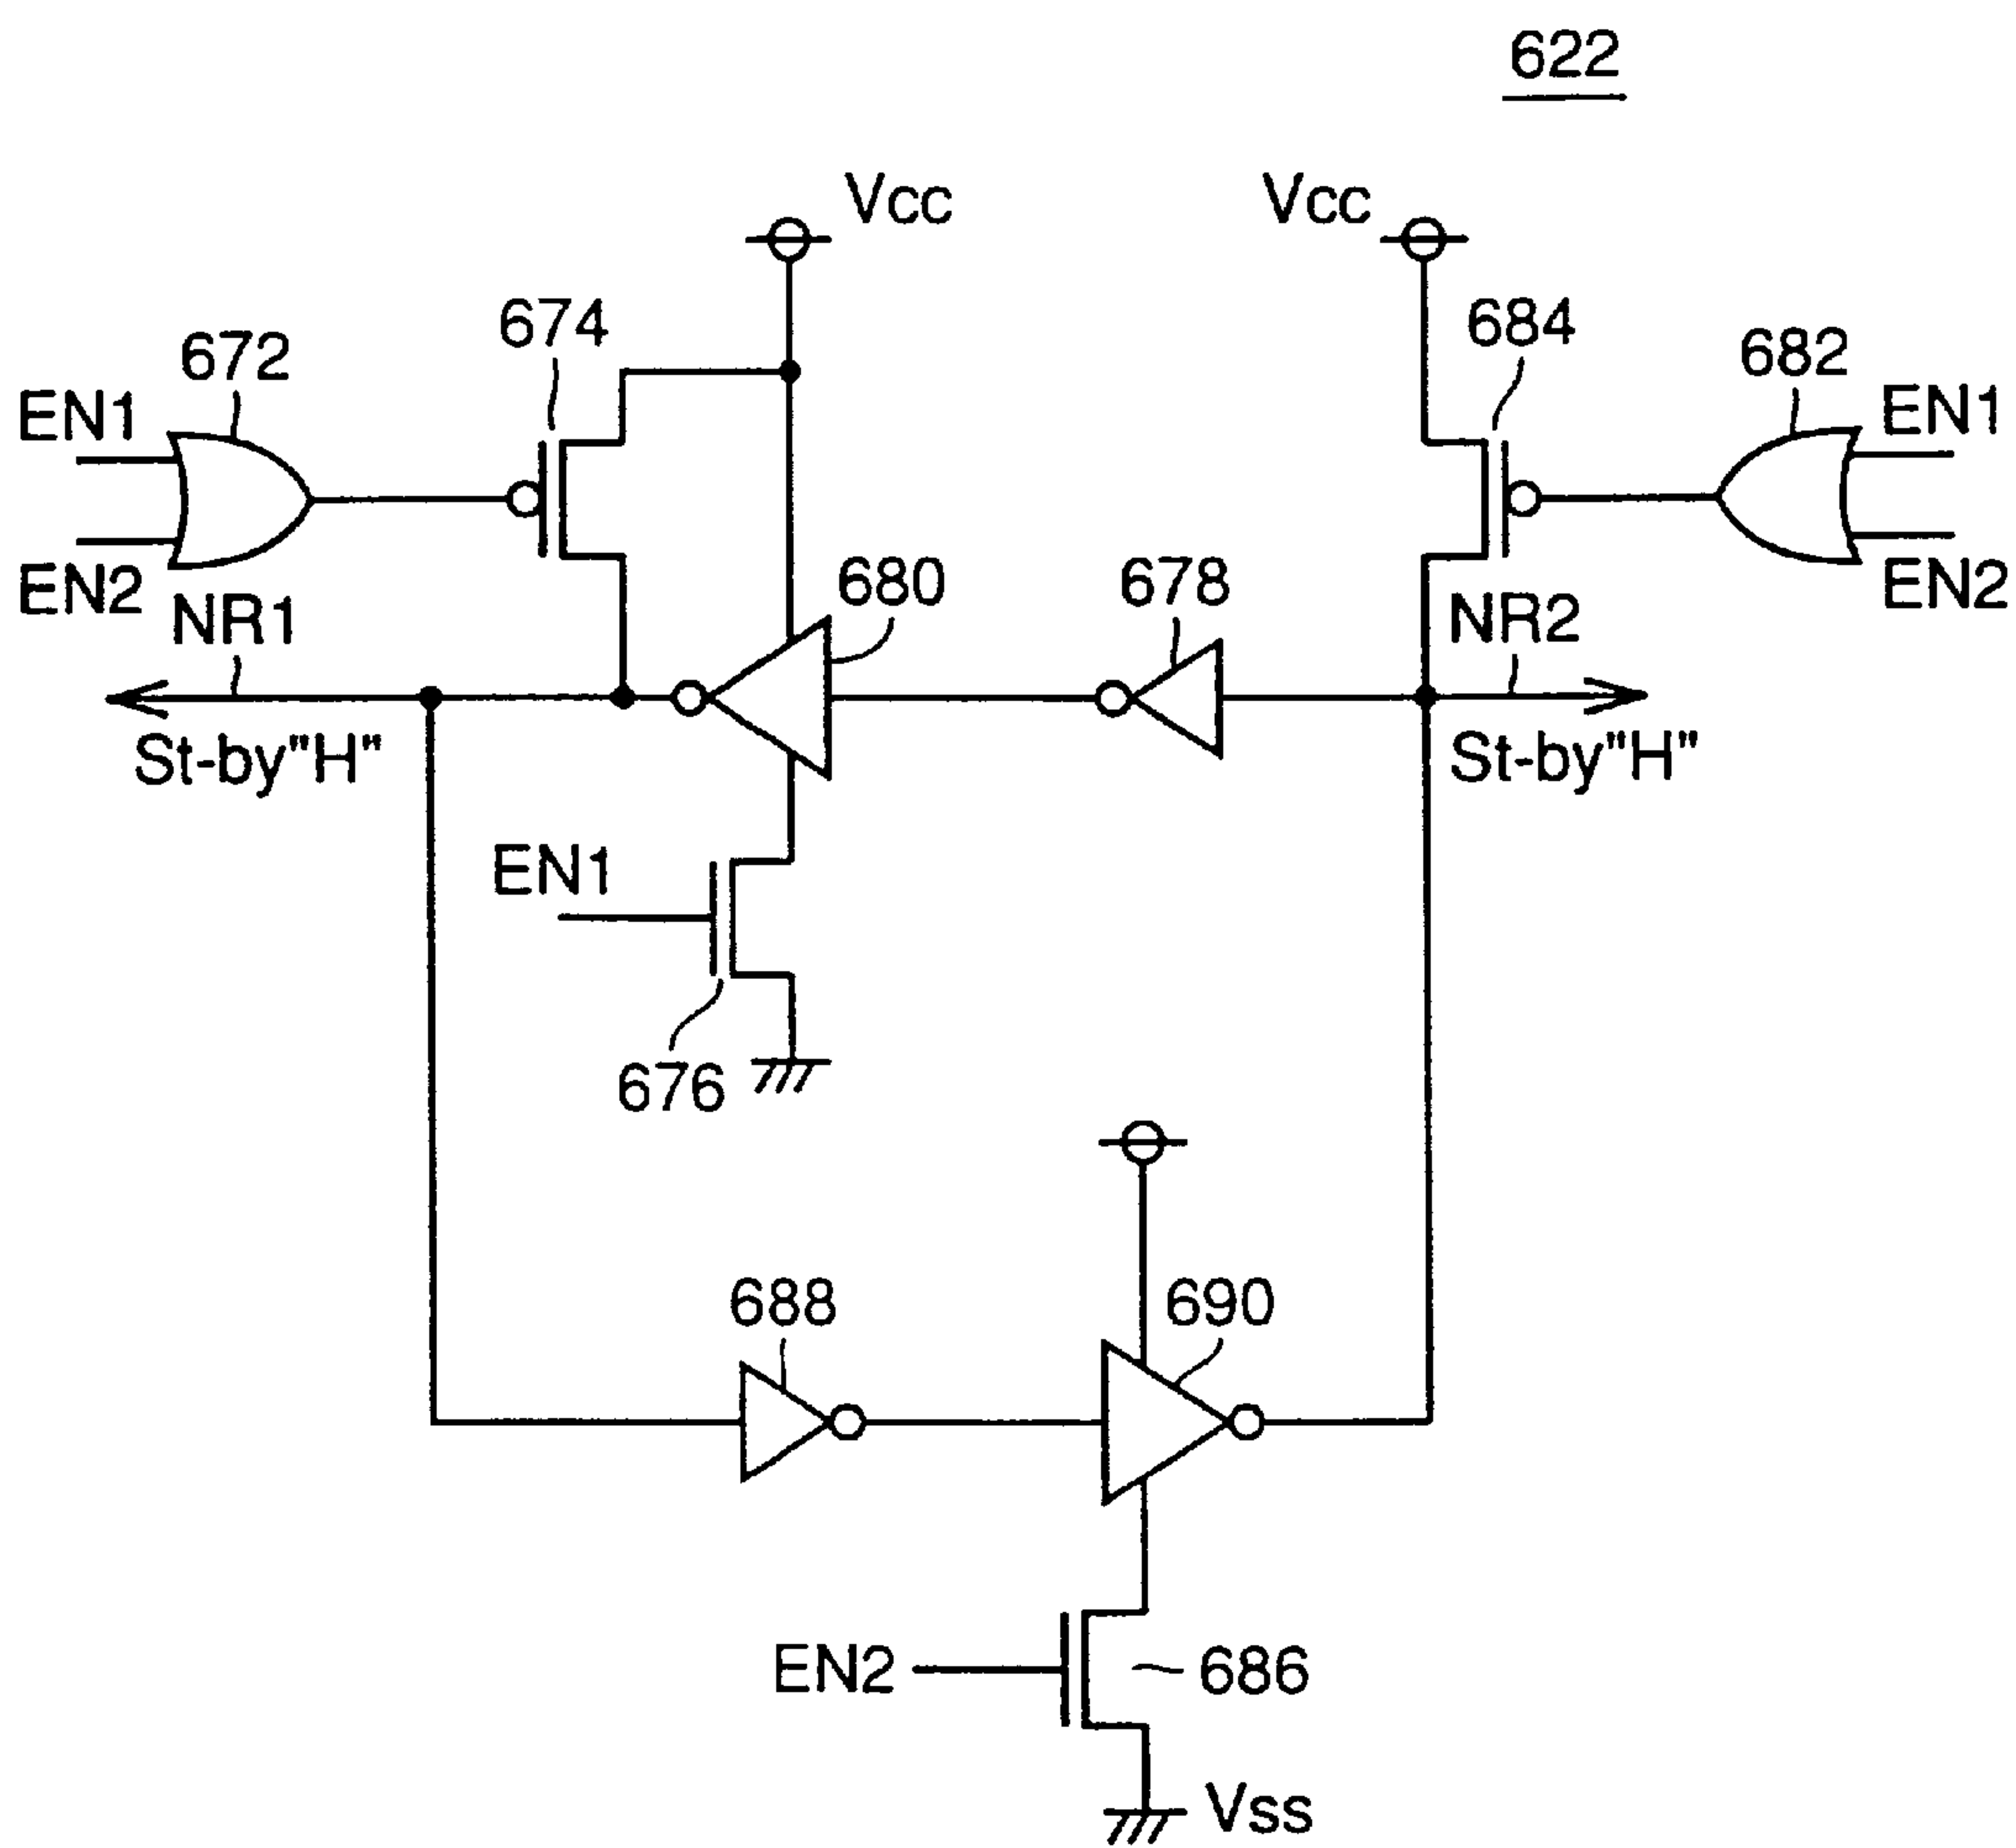 622
Vcc
Vcc
674
684
672
682
EN1
EN1
EN2
EN2
NR1
680
678
NR2
St-by"H"
St-by"H"
EN1
676
688
690
EN2
686
Vss